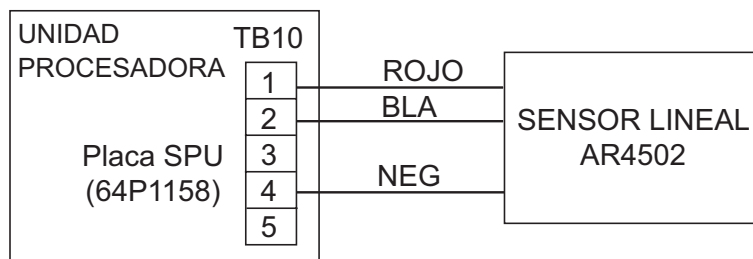 UNIDAD
PROCESADORA
TB10
1
2
3
4
5
Placa SPU
(64P1158)
ROJO
BLA
NEG
SENSOR LINEAL
AR4502